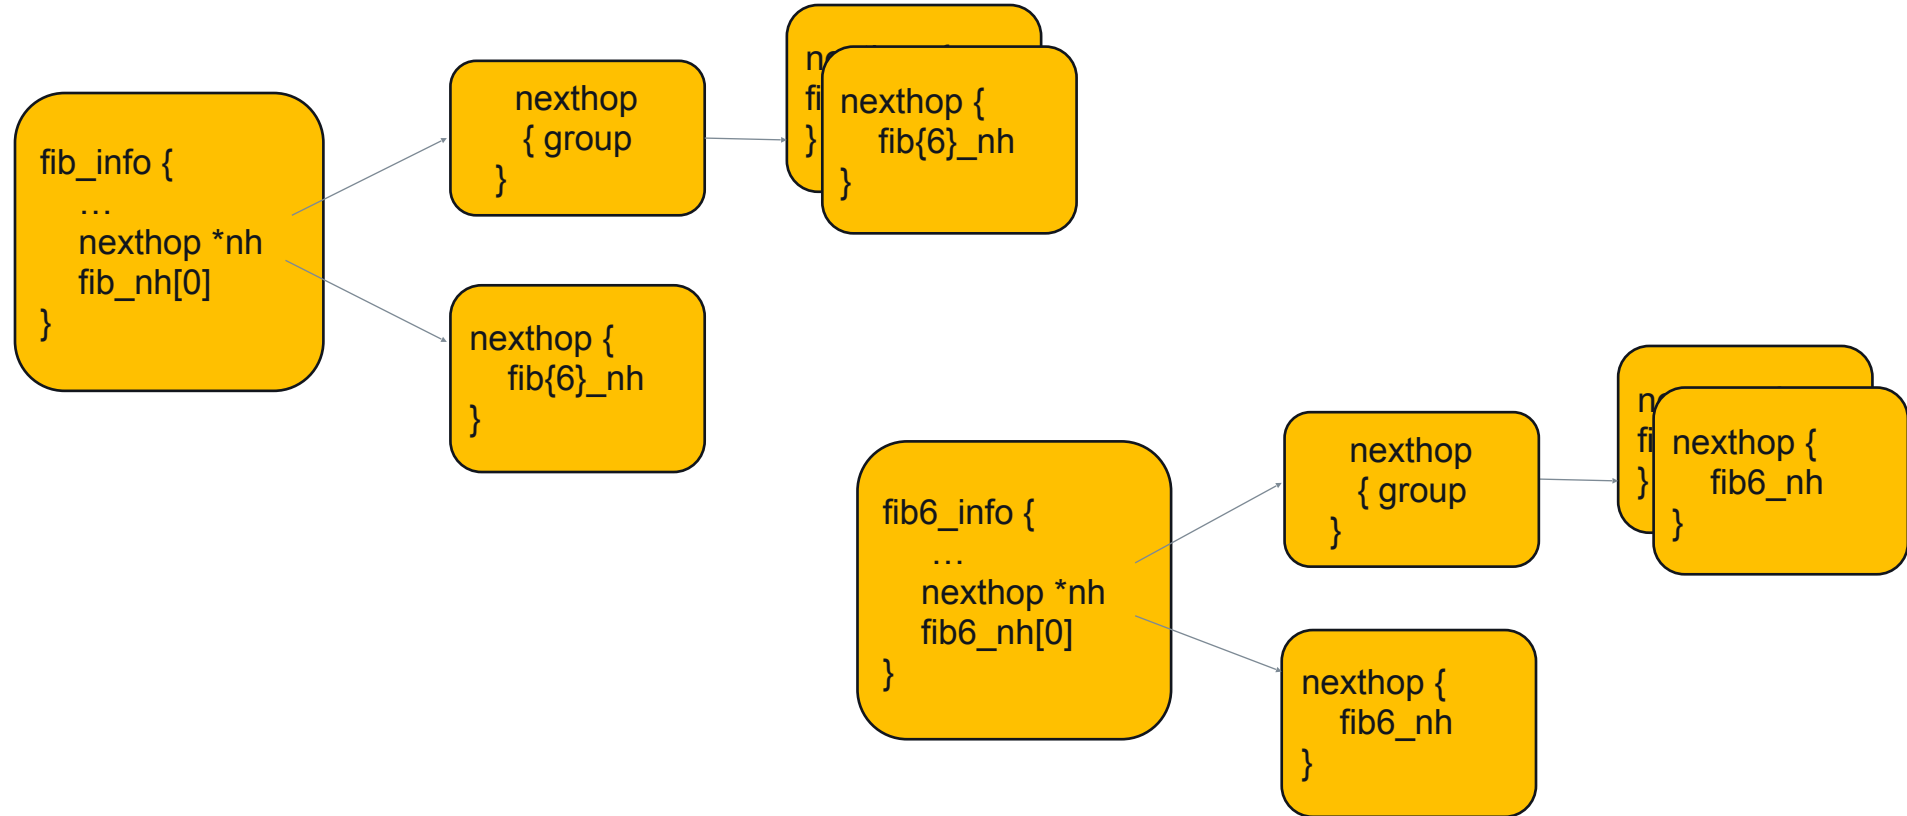 fib_info {
…
nexthop *nh
fib_nh[0]
}
nexthop
{ group
}
}
nexthop {
fib{6}_nh
}
nexthop {
fib{6}_nh
}
fib6_info {
…
nexthop *nh
fib6_nh[0]
}
nexthop
{ group
}
}
nexthop {
fib6_nh
}
nexthop {
fib6_nh
}